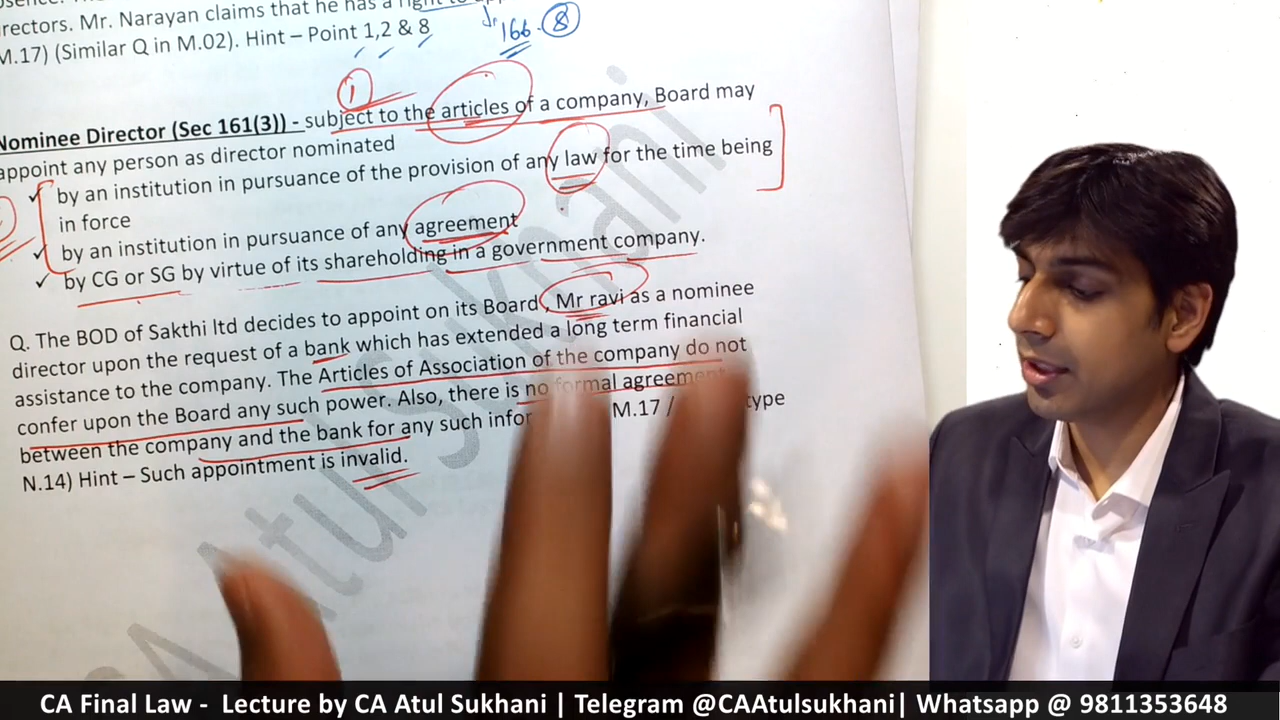 irectors. Mr. Narayan claims that he has a right to
M.17) (Similar Q in M.02). Hint – Point 1,2 & 8
166 - 8
1
Nominee Director (Sec 161(3)) - subject to the articles of a company, Board may
appoint any person as director nominated
✓ by an institution in pursuance of the provision of any law for the time being
in force
✓ by an institution in pursuance of any agreement
✓ by CG or SG by virtue of its shareholding in a government company.
Q. The BOD of Sakthi ltd decides to appoint on its Board, Mr ravi as a nominee
director upon the request of a bank which has extended a long term financial
assistance to the company. The Articles of Association of the company do not
confer upon the Board any such power. Also, there is no formal agreement
between the company and the bank for any such M.17 / type
N.14) Hint – Such appointment is invalid.
CA Atul Sukhani
CA Final Law - Lecture by CA Atul Sukhani | Telegram @CAAtulsukhani| Whatsapp @ 9811353648